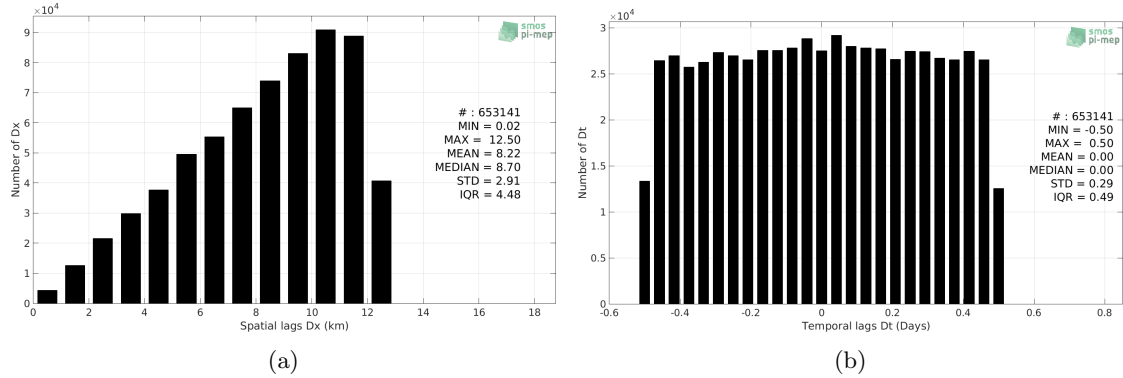 ×10⁴
smos
pi-mep
10
9
8
7
6
5
4
3
2
1
0
Number of Dx
# : 653141
MIN = 0.02
MAX = 12.50
MEAN = 8.22
MEDIAN = 8.70
STD = 2.91
IQR = 4.48
0 2 4 6 8 10 12 14 16 18
Spatial lags Dx (km)
(a)
×10⁴
smos
pi-mep
3
2.5
2
1.5
1
0.5
0
Number of Dt
# : 653141
MIN = -0.50
MAX = 0.50
MEAN = 0.00
MEDIAN = 0.00
STD = 0.29
IQR = 0.49
-0.6 -0.4 -0.2 0 0.2 0.4 0.6 0.8
Temporal lags Dt (Days)
(b)